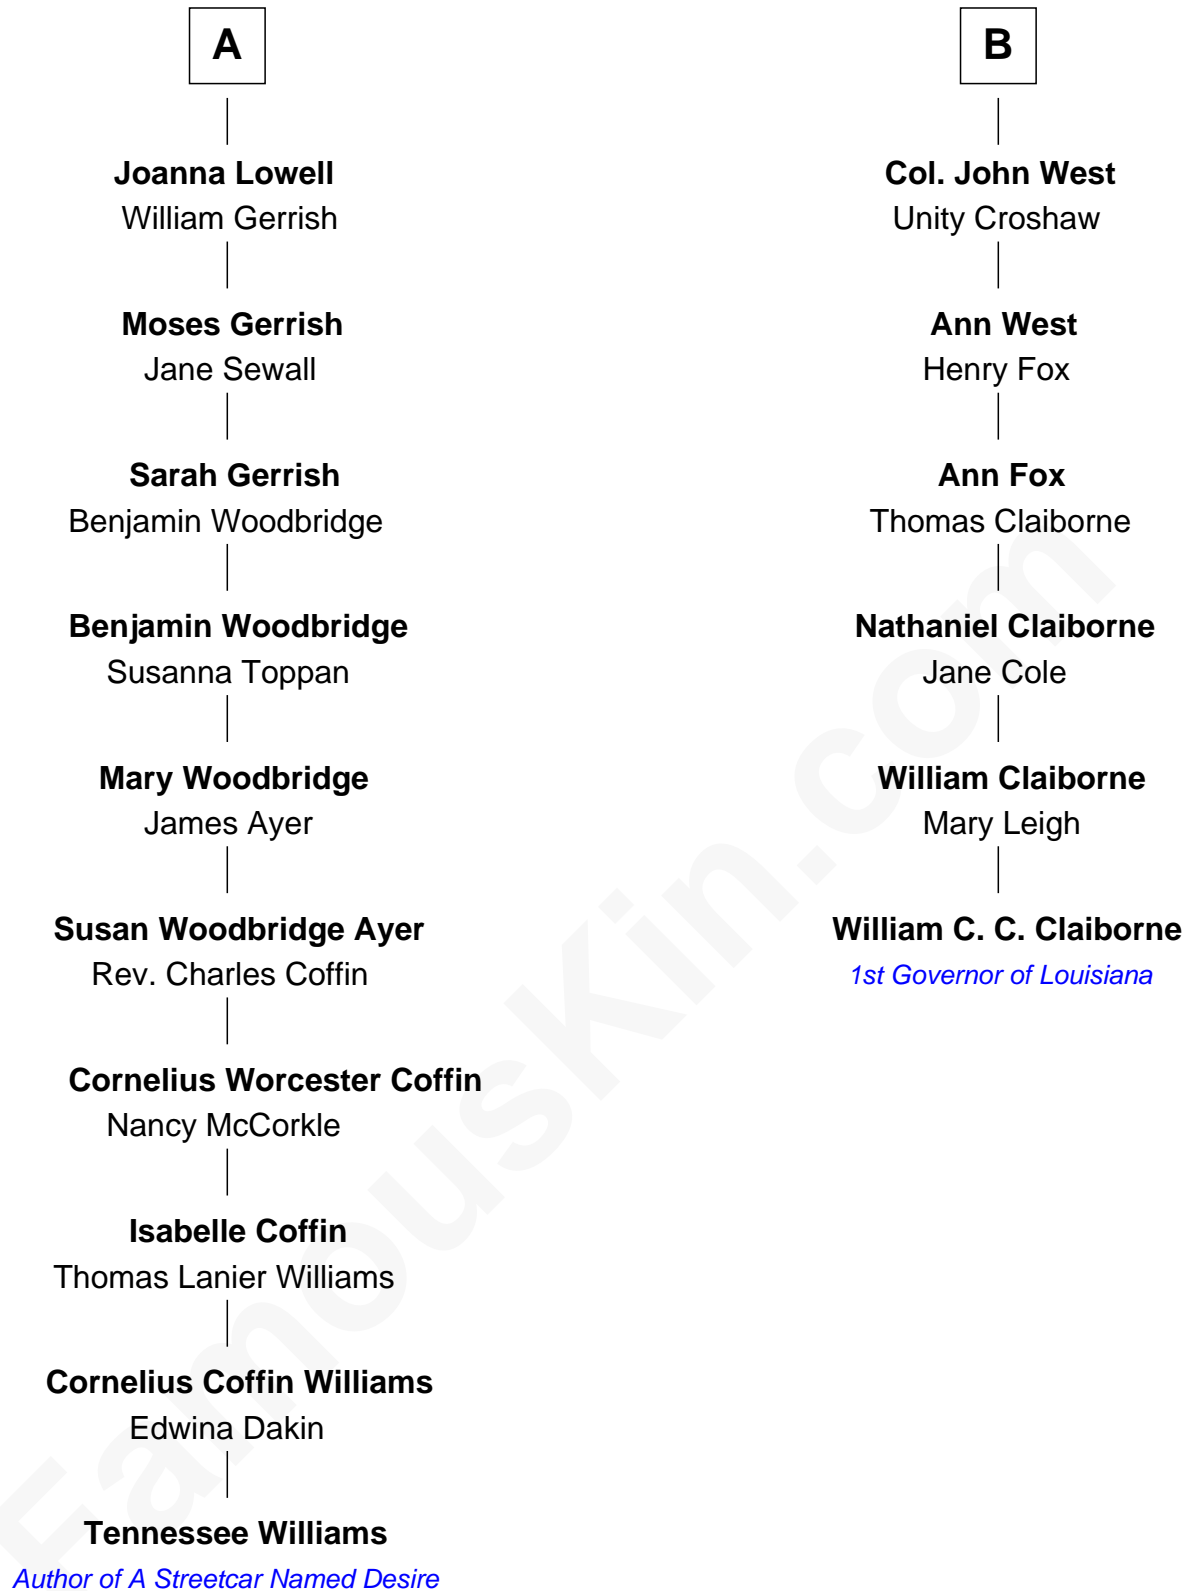 A
Joanna Lowell
William Gerrish
Moses Gerrish
Jane Sewall
Sarah Gerrish
Benjamin Woodbridge
Benjamin Woodbridge
Susanna Toppan
Mary Woodbridge
James Ayer
Susan Woodbridge Ayer
Rev. Charles Coffin
Cornelius Worcester Coffin
Nancy McCorkle
Isabelle Coffin
Thomas Lanier Williams
Cornelius Coffin Williams
Edwina Dakin
Tennessee Williams
Author of A Streetcar Named Desire
B
Col. John West
Unity Croshaw
Ann West
Henry Fox
Ann Fox
Thomas Claiborne
Nathaniel Claiborne
Jane Cole
William Claiborne
Mary Leigh
William C. C. Claiborne
1st Governor of Louisiana
FamousKin.com